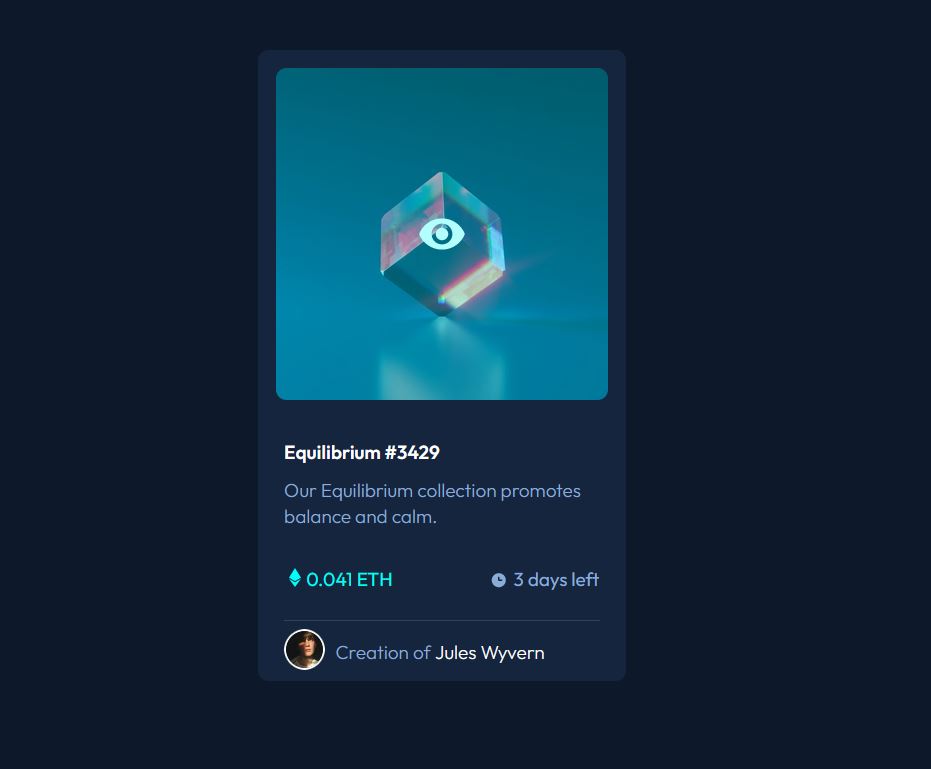 Equilibrium #3429
Our Equilibrium collection promotes
balance and calm.
0.041 ETH
3 days left
Creation of Jules Wyvern